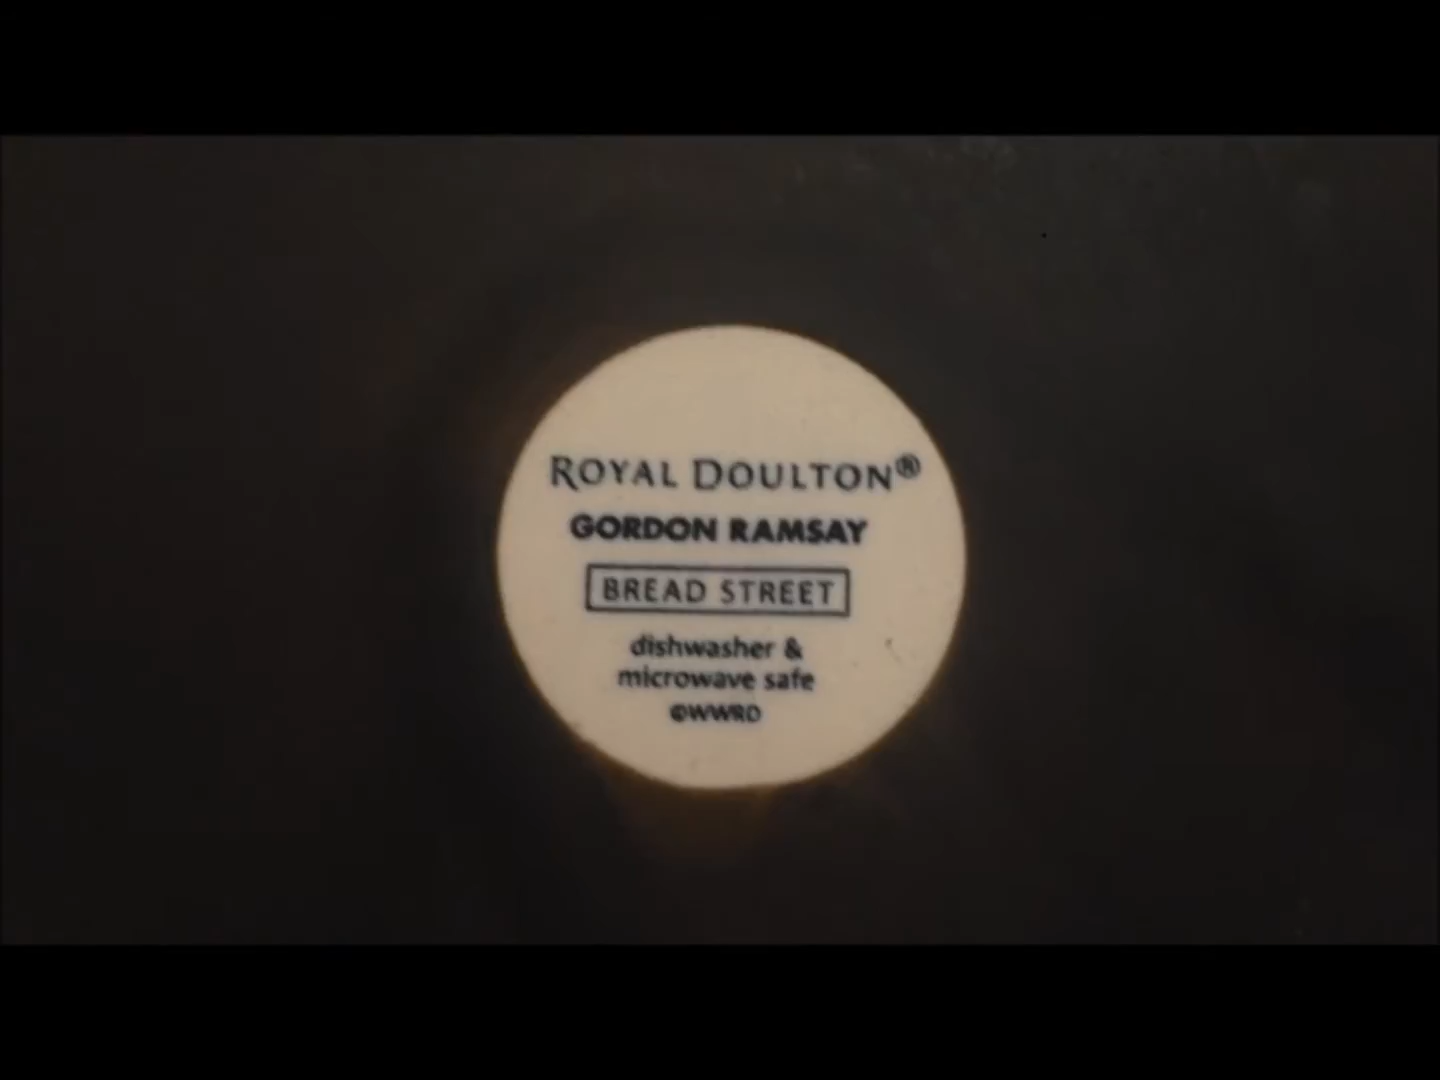 ROYAL DOULTON®
GORDON RAMSAY
BREAD STREET
dishwasher &
microwave safe
©WWRD